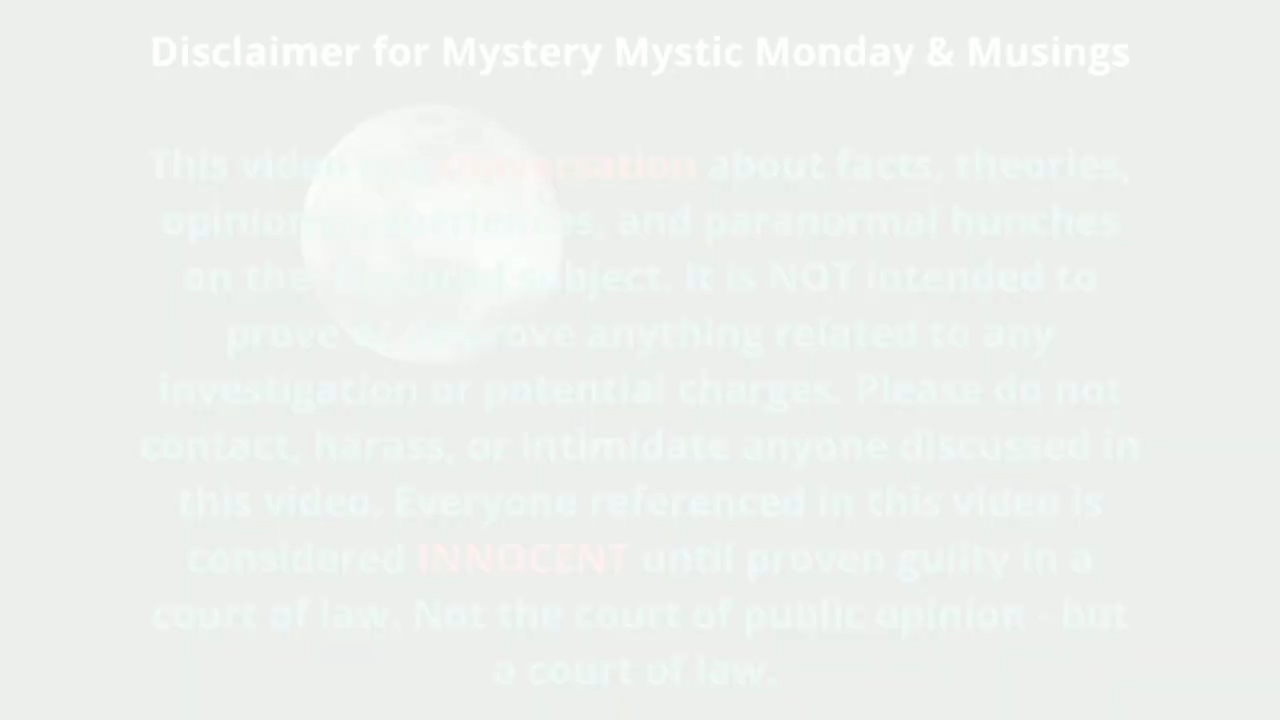 Disclaimer for Mystery Mystic Monday & Musings
This video conversation about facts, theories,
and paranormal hunches
on the subject. It is NOT intended to
prove anything related to any
investigation or potential charges. Please do not
contact, harass, or intimidate anyone discussed in
this video. Everyone referenced in this video is
considered INNOCENT until proven guilty in a
court of law. Not the court of public opinion - but
a court of law.